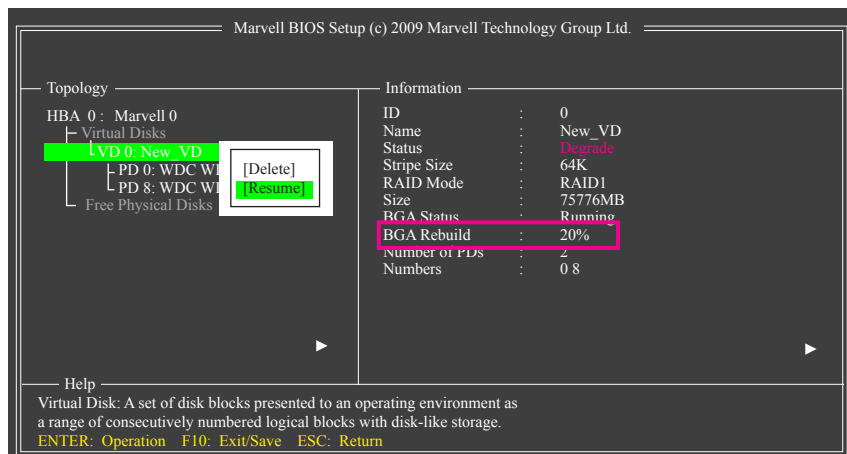 Marvell BIOS Setup (c) 2009 Marvell Technology Group Ltd.
Topology
HBA 0 : Marvell 0
Virtual Disks
VD 0: New_VD
PD 0: WDC
PD 8: WDC
Free Physical Disks
[Delete]
[Resume]
Information
ID : 0
Name : New_VD
Status : Degrade
Stripe Size : 64K
RAID Mode : RAID1
Size : 75776MB
BGA Status : Running
BGA Rebuild : 20%
Number of PDs : 2
Numbers : 0 8
Help
Virtual Disk: A set of disk blocks presented to an operating environment as
a range of consecutively numbered logical blocks with disk-like storage.
ENTER: Operation F10: Exit/Save ESC: Return